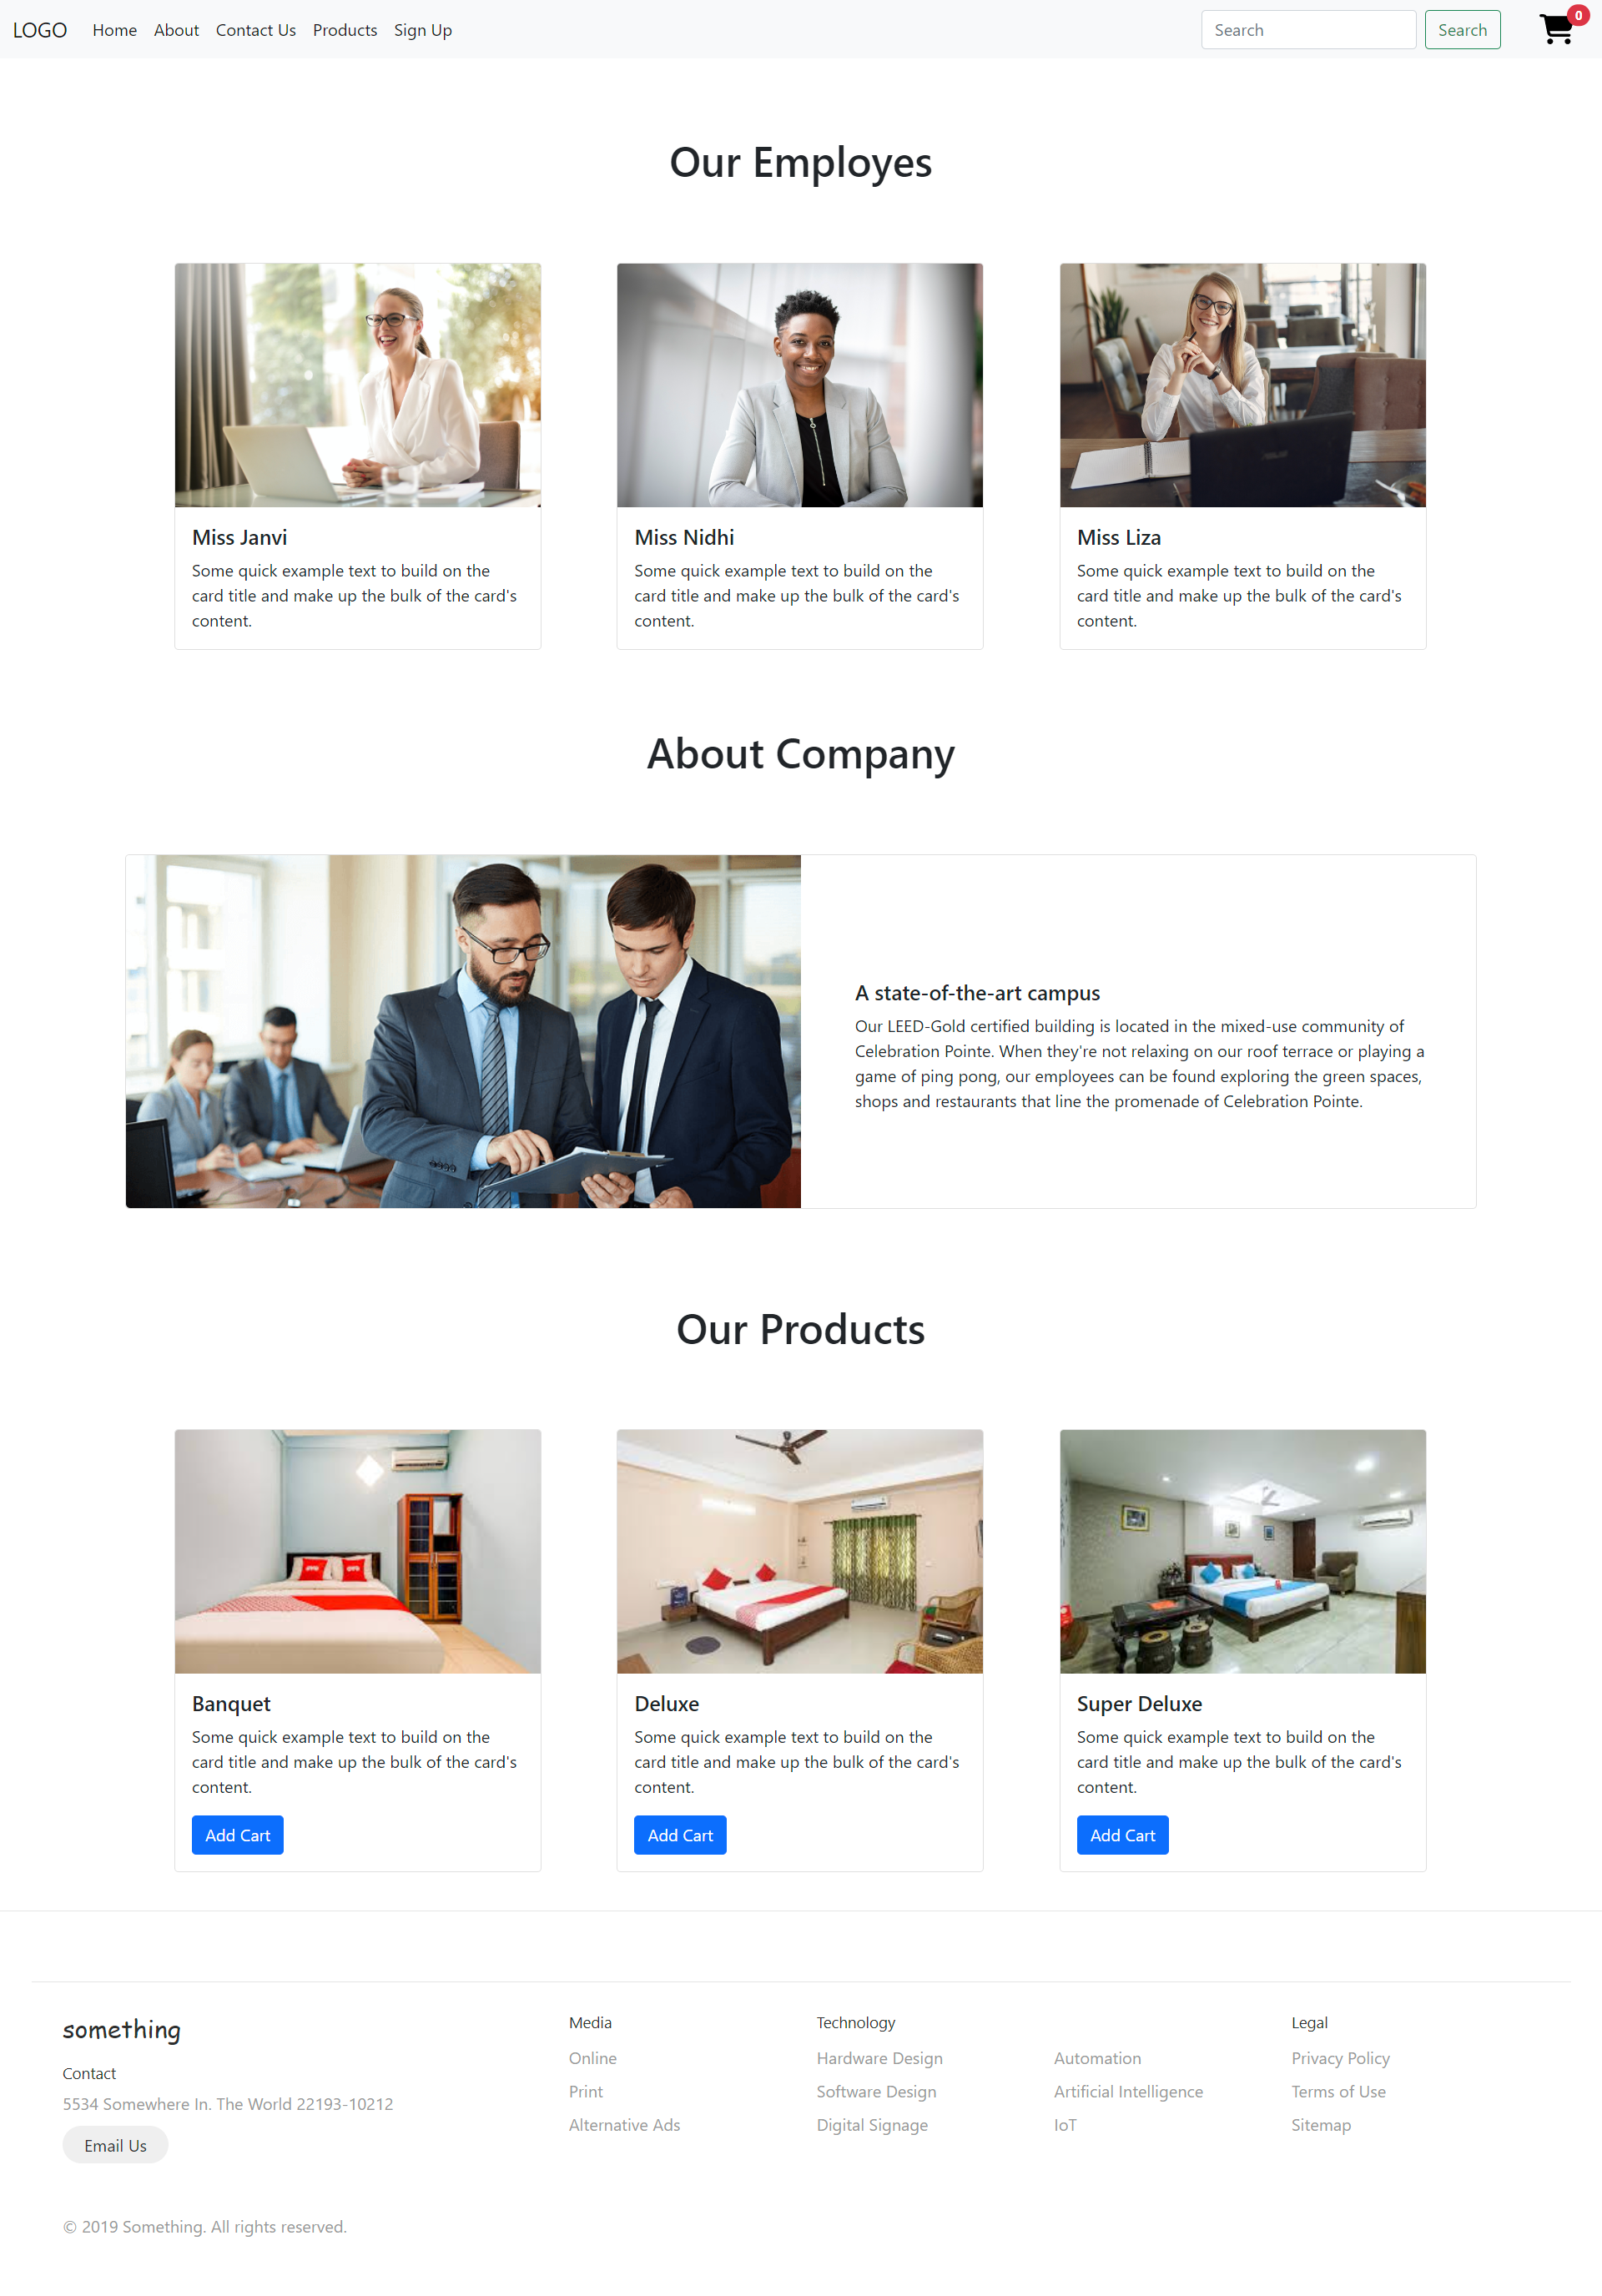 LOGO Home About Contact Us Products Sign Up Search Search 0
Our Employes
Miss Janvi
Some quick example text to build on the
card title and make up the bulk of the card's
content.
Miss Nidhi
Some quick example text to build on the
card title and make up the bulk of the card's
content.
Miss Liza
Some quick example text to build on the
card title and make up the bulk of the card's
content.
About Company
A state-of-the-art campus
Our LEED-Gold certified building is located in the mixed-use community of
Celebration Pointe. When they're not relaxing on our roof terrace or playing a
game of ping pong, our employees can be found exploring the green spaces,
shops and restaurants that line the promenade of Celebration Pointe.
Our Products
Banquet
Some quick example text to build on the
card title and make up the bulk of the card's
content.
Add Cart
Deluxe
Some quick example text to build on the
card title and make up the bulk of the card's
content.
Add Cart
Super Deluxe
Some quick example text to build on the
card title and make up the bulk of the card's
content.
Add Cart
something
Contact
5534 Somewhere In. The World 22193-10212
Email Us
Media
Online
Print
Alternative Ads
Technology
Hardware Design
Software Design
Digital Signage
Automation
Artificial Intelligence
IoT
Legal
Privacy Policy
Terms of Use
Sitemap
© 2019 Something. All rights reserved.